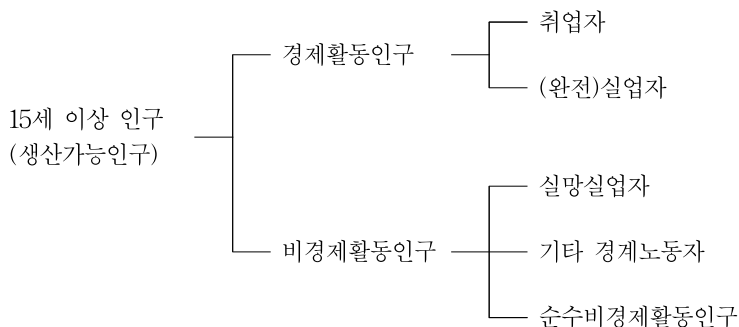 취업자
경제활동인구
(완전)실업자
15세 이상 인구
(생산가능인구)
실망실업자
비경제활동인구
기타 경계노동자
순수비경제활동인구